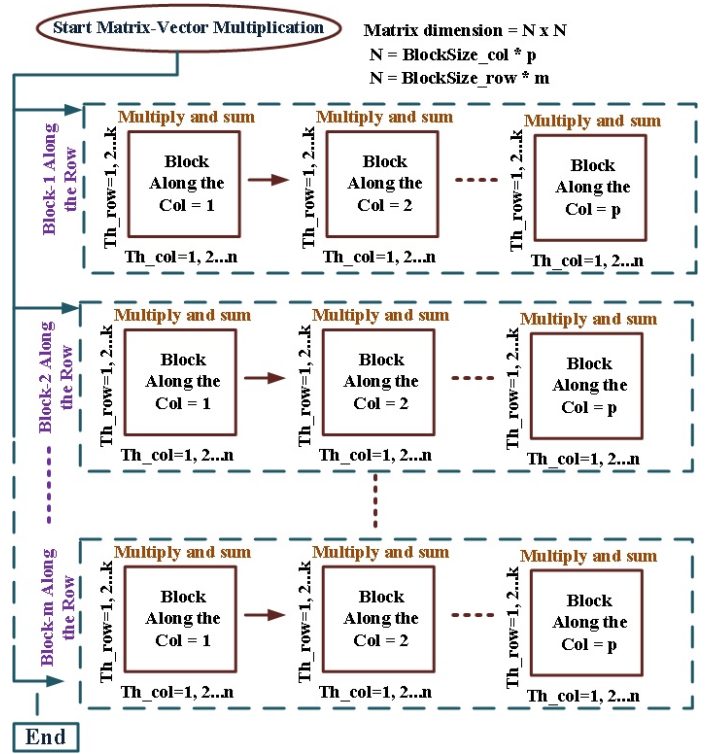 Start Matrix-Vector Multiplication
Matrix dimension = N x N
N = BlockSize_col * p
N = BlockSize_row * m
Block-1 Along
the Row
Multiply and sum
Th_row=1, 2...k
Block
Along the
Col = 1
Th_col=1, 2...n
Multiply and sum
Th_row=1, 2...k
Block
Along the
Col = 2
Th_col=1, 2...n
Multiply and sum
Th_row=1, 2...k
Block
Along the
Col = p
Th_col=1, 2...n
Block-2 Along
the Row
Multiply and sum
Th_row=1, 2...k
Block
Along the
Col = 1
Th_col=1, 2...n
Multiply and sum
Th_row=1, 2...k
Block
Along the
Col = 2
Th_col=1, 2...n
Multiply and sum
Th_row=1, 2...k
Block
Along the
Col = p
Th_col=1, 2...n
Block-m Along
the Row
Multiply and sum
Th_row=1, 2...k
Block
Along the
Col = 1
Th_col=1, 2...n
Multiply and sum
Th_row=1, 2...k
Block
Along the
Col = 2
Th_col=1, 2...n
Multiply and sum
Th_row=1, 2...k
Block
Along the
Col = p
Th_col=1, 2...n
End